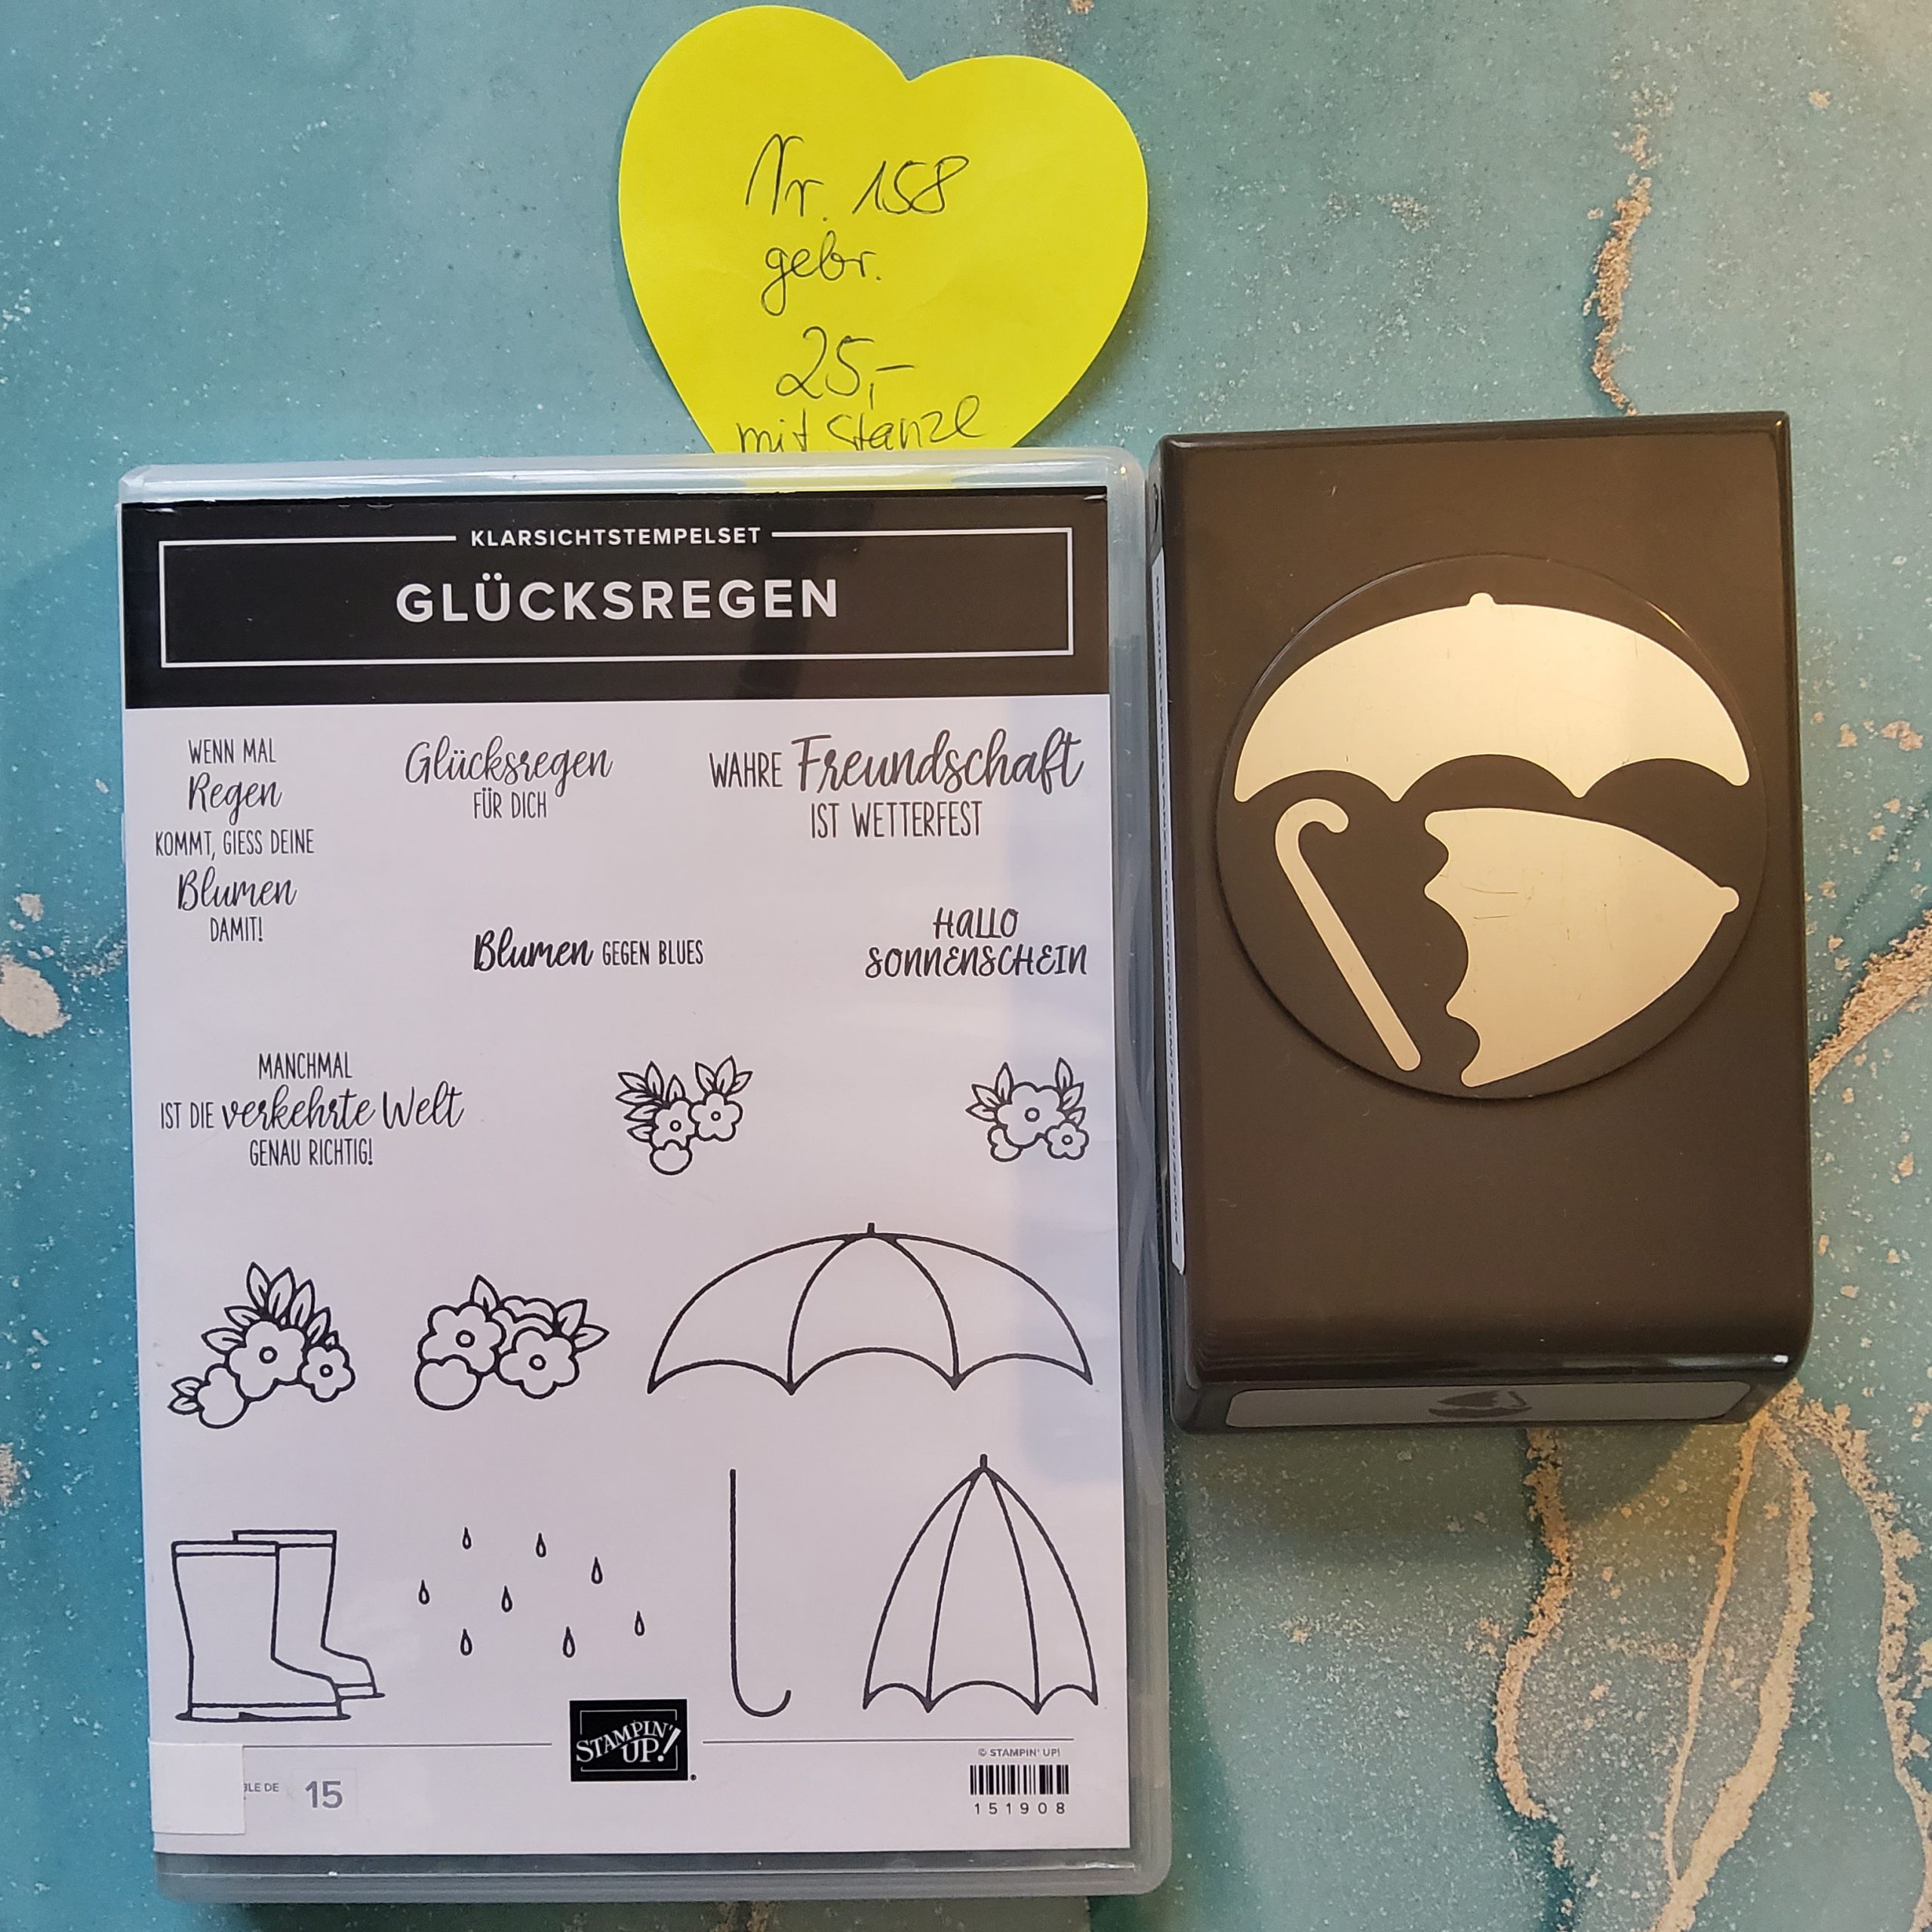 Nr. 158
gebr.
25,-
mit Stanze
KLARSICHTSTEMPELSET
GLÜCKSREGEN
WENN MAL
Regen
KOMMT, GIESS DEINE
Blumen
DAMIT!
Glücksregen
FÜR DICH
WAHRE Freundschaft
IST WETTERFEST
Blumen GEGEN BLUES
HALLO
SONNENSCHEIN
MANCHMAL
IST DIE verkehrte Welt
GENAU RICHTIG!
STAMPIN' UP!
BLE DE 15
© STAMPIN' UP!
151908